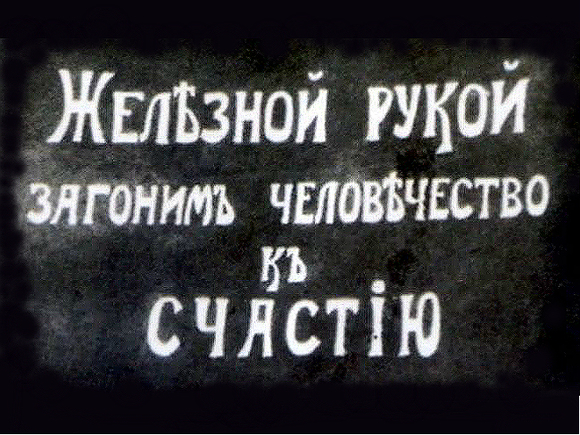 Желѣзной рукой
загонимъ человѣчество
къ
счастію